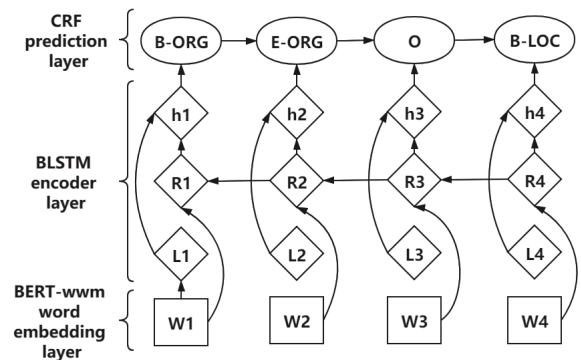 CRF
prediction
layer
B-ORG
E-ORG
O
B-LOC
BLSTM
encoder
layer
h1
h2
h3
h4
R1
R2
R3
R4
L1
L2
L3
L4
BERT-wwm
word
embedding
layer
W1
W2
W3
W4